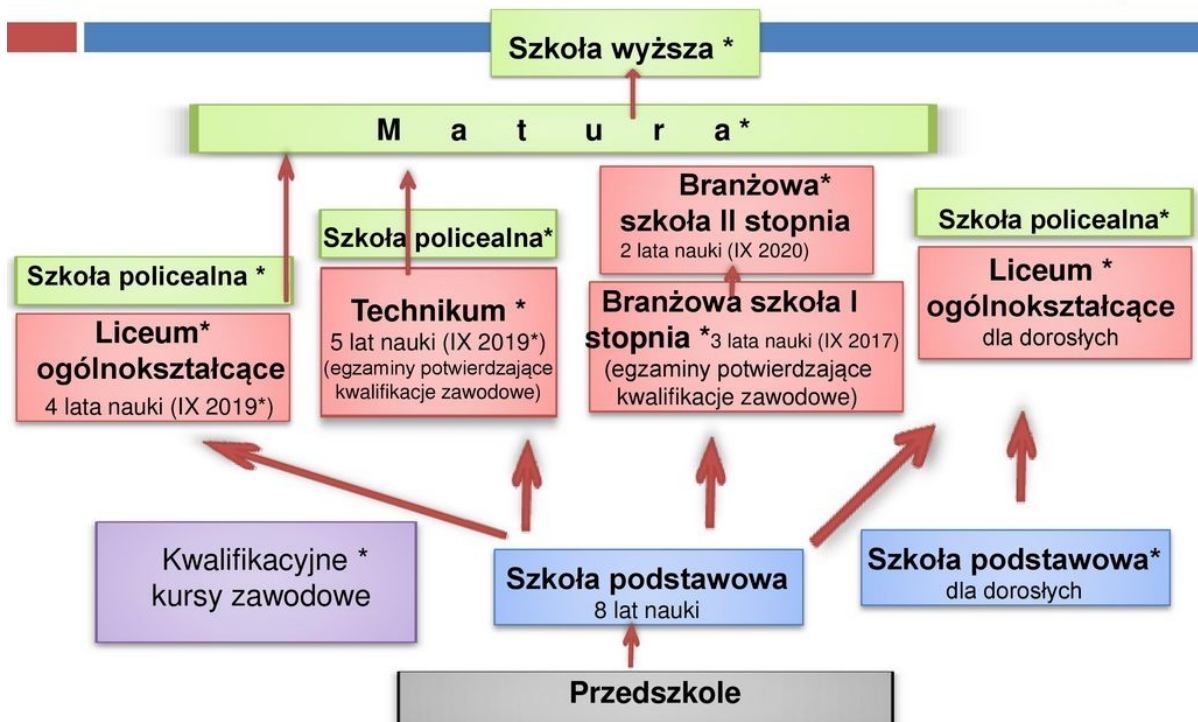 Szkoła wyższa *
M a t u r a *
Szkoła policealna *
Liceum*
ogólnokształcące
4 lata nauki (IX 2019*)
Szkoła policealna*
Technikum *
5 lat nauki (IX 2019*)
(egzaminy potwierdzające
kwalifikacje zawodowe)
Branżowa*
szkoła II stopnia
2 lata nauki (IX 2020)
Branżowa szkoła I
stopnia *3 lata nauki (IX 2017)
(egzaminy potwierdzające
kwalifikacje zawodowe)
Szkoła policealna*
Liceum *
ogólnokształcące
dla dorosłych
Kwalifikacyjne *
kursy zawodowe
Szkoła podstawowa
8 lat nauki
Szkoła podstawowa*
dla dorosłych
Przedszkole